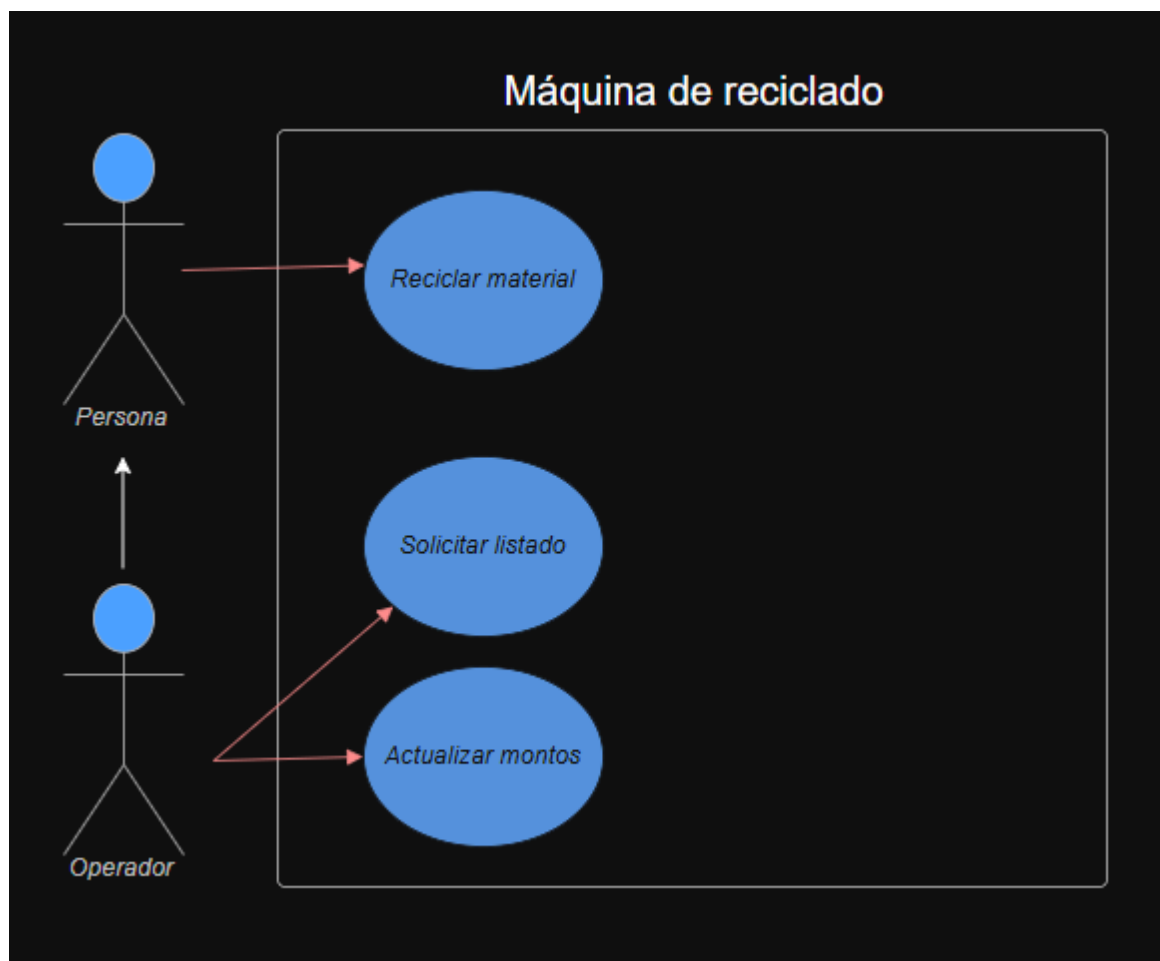 Máquina de reciclado
Reciclar material
Persona
Solicitar listado
Actualizar montos
Operador